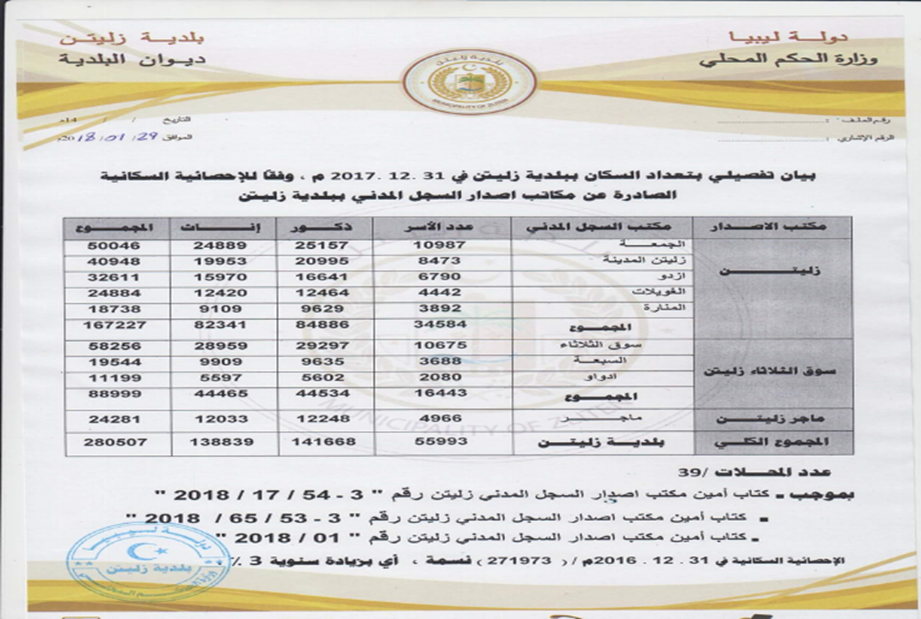 دولة ليبيا
وزارة الحكم المحلي
بلدية زليتن
ديوان البلدية
بلدية زليتن
MUNICIPALITY OF ZLITEN
رقم الملف :
الرقم الإشاري :
التاريخ / / 14هـ
الموافق 29/ 01/ 2018م
بيان تفصيلي بتعداد السكان ببلدية زليتن في 31 .12 .2017 م ، وفقا للإحصائية السكانية
الصادرة عن مكاتب اصدار السجل المدني ببلدية زليتن
مكتب الاصدار مكتب السجل المدني عدد الأسر ذكور إناث المجموع
زليتن
الجمعة 10987 25157 24889 50046
زليتن المدينة 8473 20995 19953 40948
ازدو 6790 16641 15970 32611
القويلات 4442 12464 12420 24884
المنارة 3892 9629 9109 18738
المجموع 34584 84886 82341 167227
سوق الثلاثاء زليتن
سوق الثلاثاء 10675 29297 28959 58256
السبعة 3688 9635 9909 19544
ادواو 2080 5602 5597 11199
المجموع 16443 44534 44465 88999
ماجر زليتن ماجر 4966 12248 12033 24281
المجموع الكلي بلدية زليتن 55993 141668 138839 280507
عدد المحلات /39
بموجب - كتاب أمين مكتب اصدار السجل المدني زليتن رقم " 3 - 54 / 17 / 2018 "
- كتاب أمين مكتب اصدار السجل المدني زليتن رقم " 3 - 53 / 65 / 2018 "
- كتاب أمين مكتب اصدار السجل المدني زليتن رقم " 01 / 2018 "
الإحصائية السكانية في 31 .12 .2016م / ( 271973 ) نسمة ، أي بزيادة سنوية 3 %
دولة ليبيا
بلدية زليتن